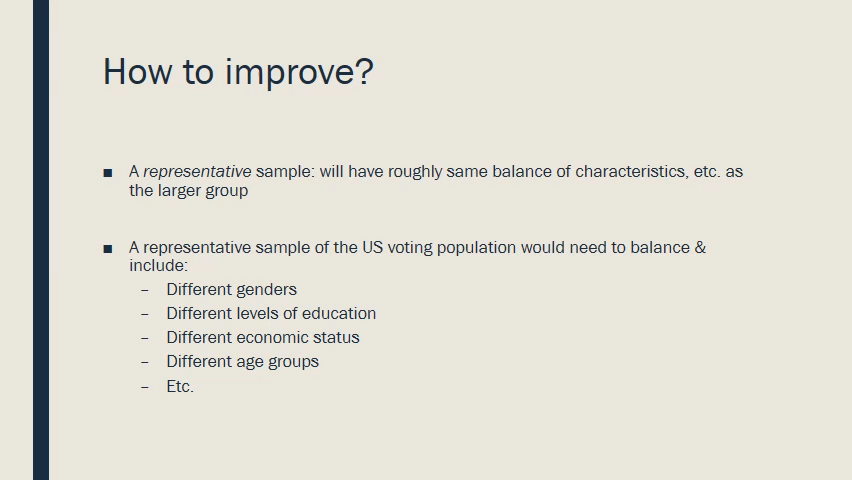 How to improve?
■ A representative sample: will have roughly same balance of characteristics, etc. as
the larger group
■ A representative sample of the US voting population would need to balance &
include:
– Different genders
– Different levels of education
– Different economic status
– Different age groups
– Etc.